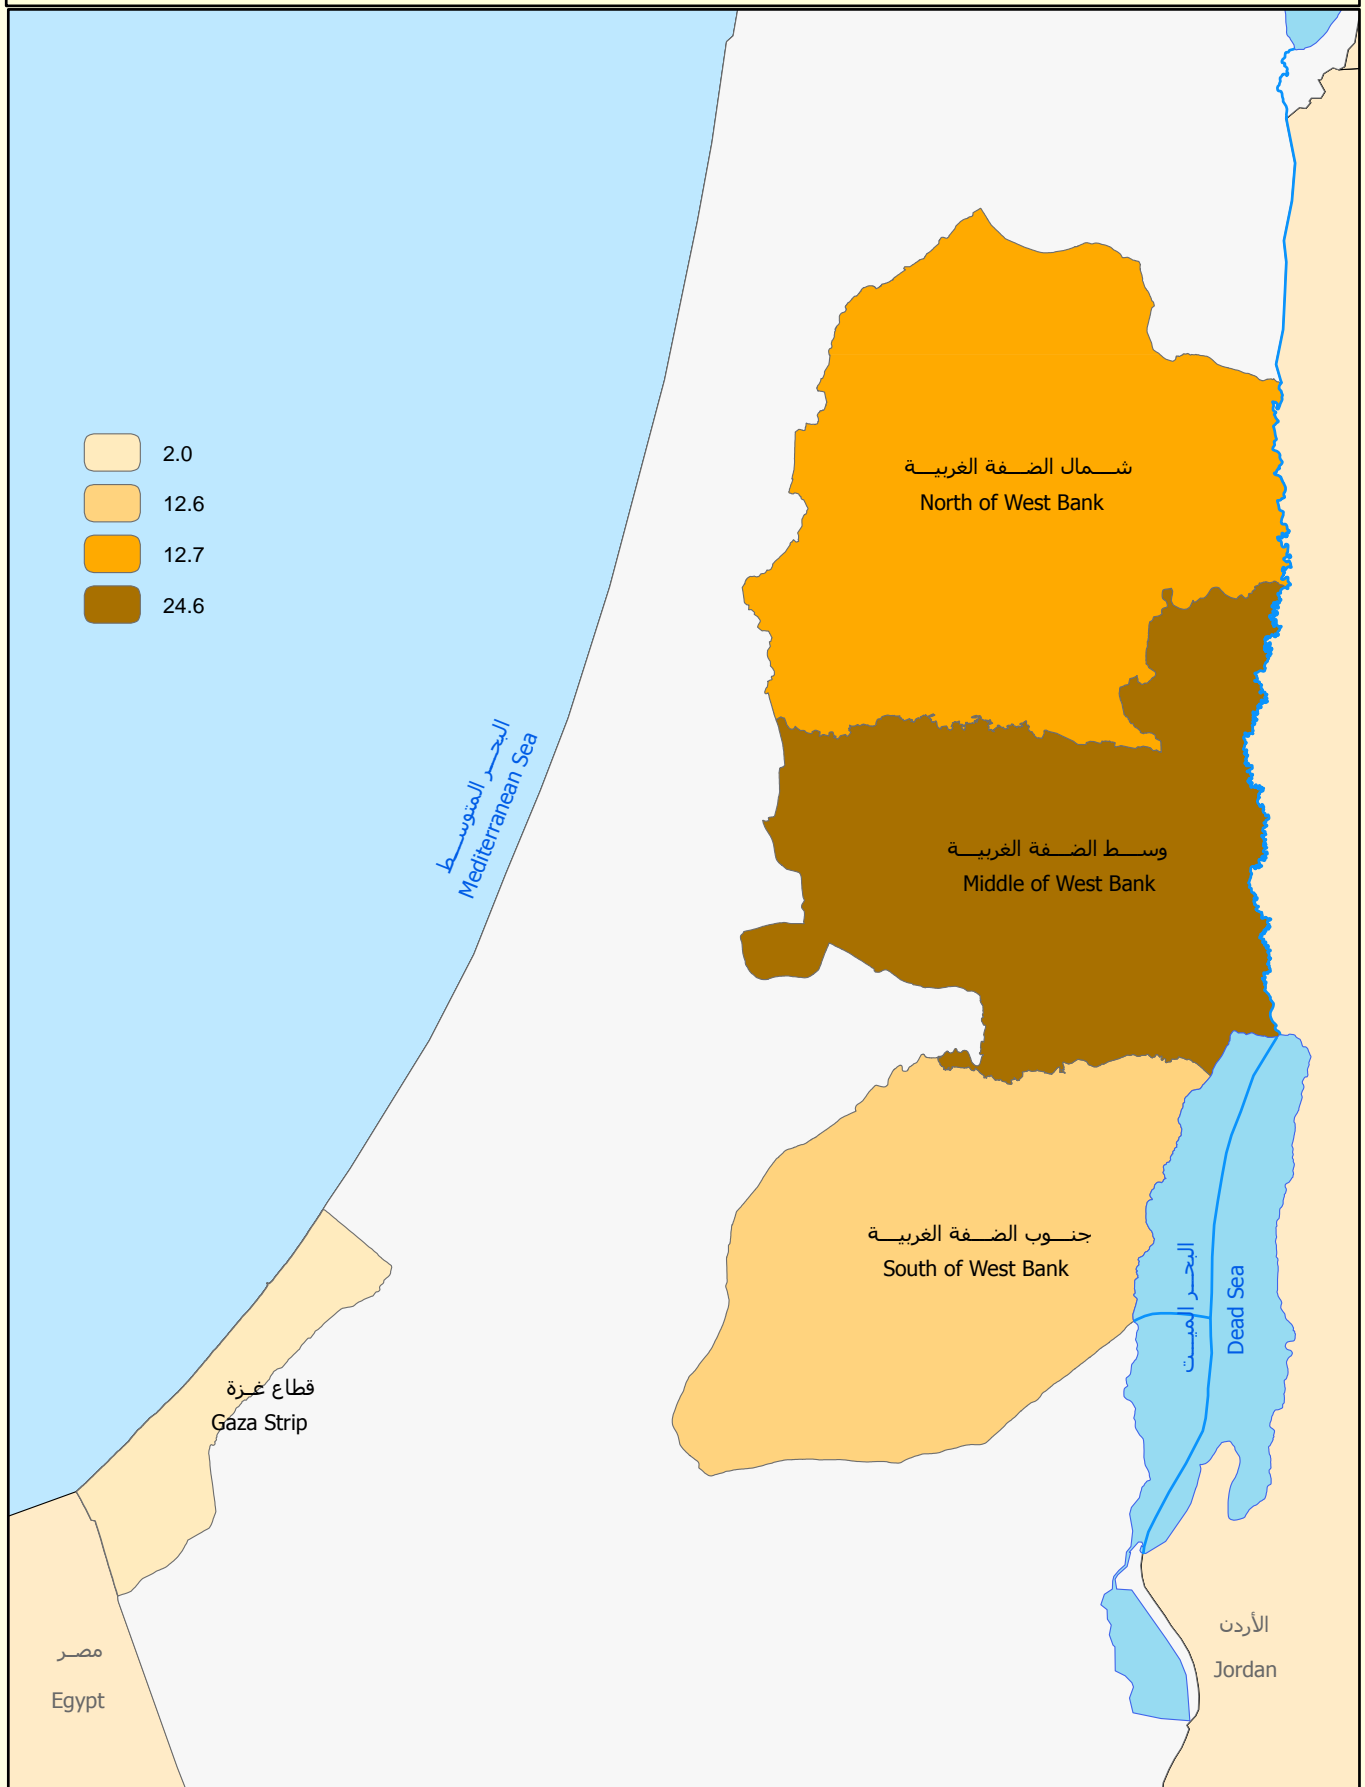 2.0
12.6
12.7
24.6
شـــمال الضـــفة الغربيـــة
North of West Bank
البحـــر المتوســـط
Mediterranean Sea
وســـط الضـــفة الغربيـــة
Middle of West Bank
جنـــوب الضـــفة الغربيـــة
South of West Bank
البحـــر الميـــت
Dead Sea
قطاع غـزة
Gaza Strip
مصـر
Egypt
الأردن
Jordan